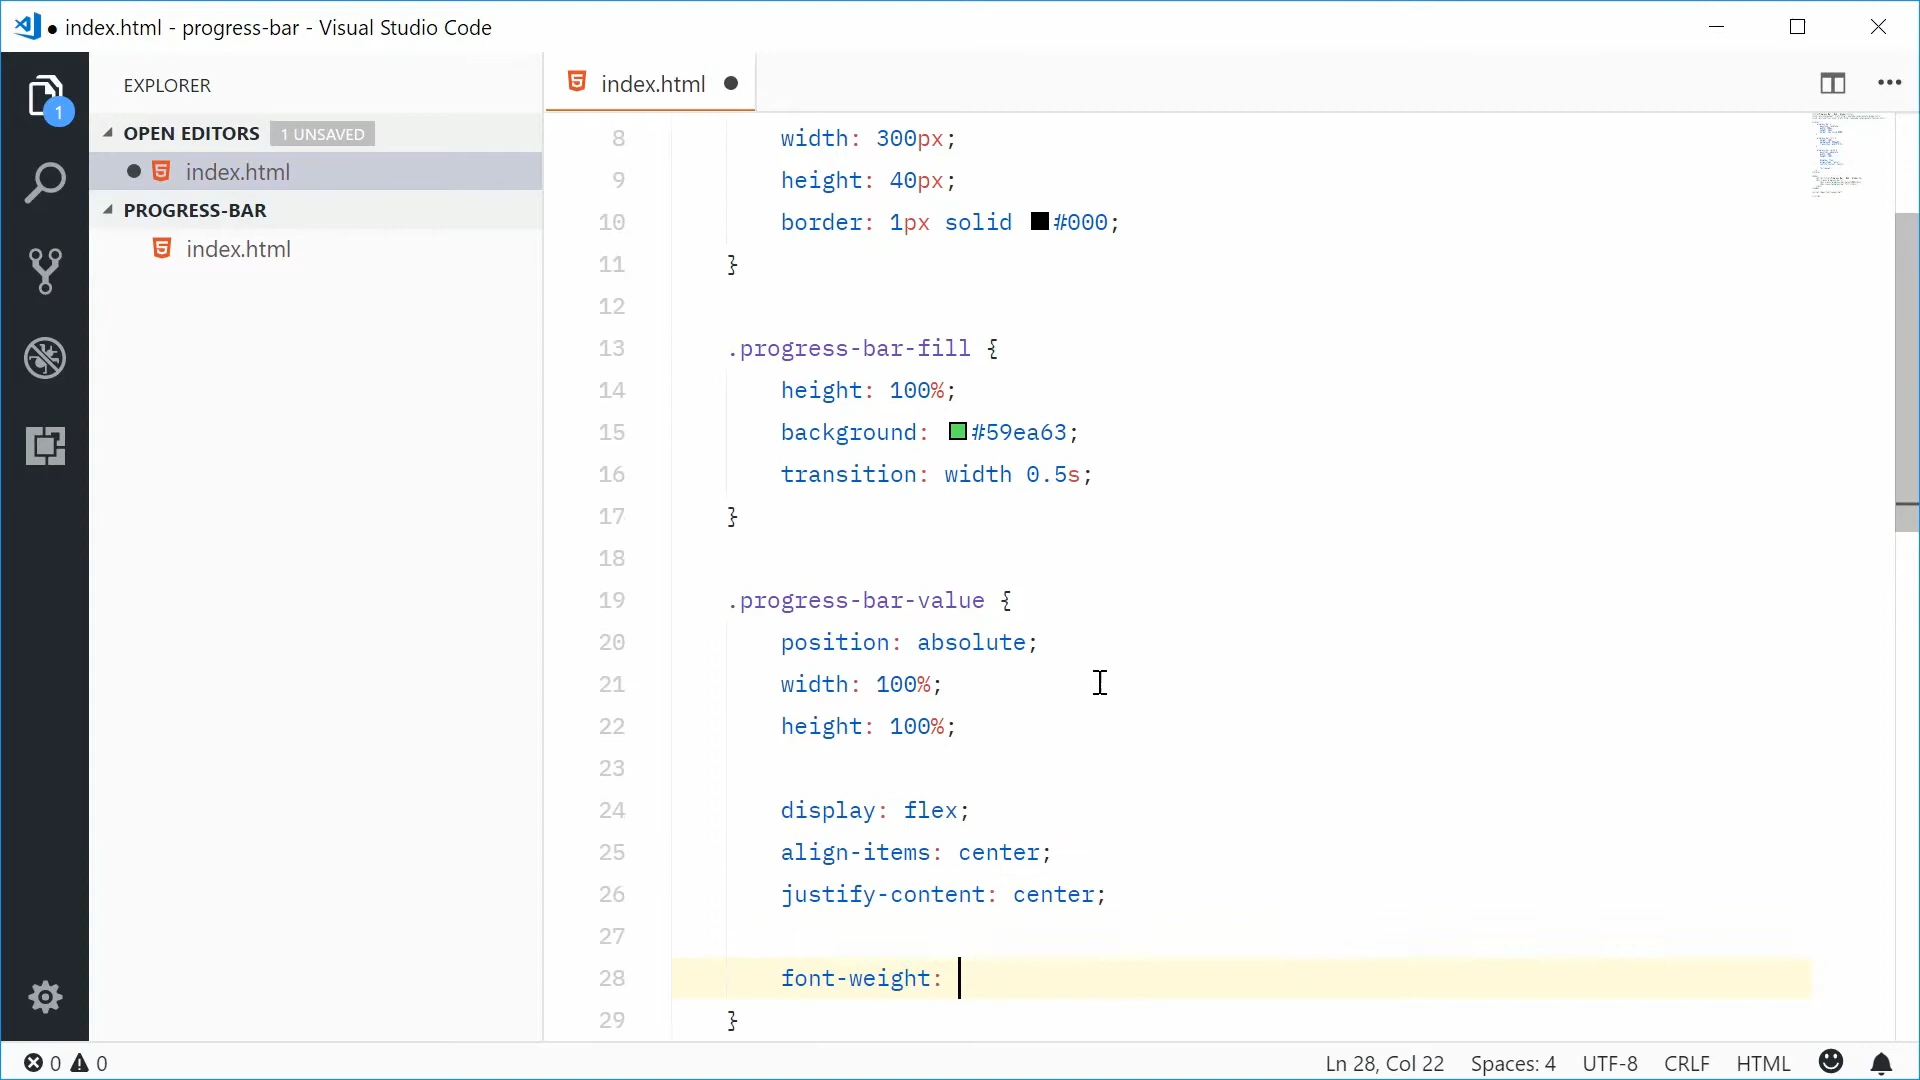 index.html - progress-bar - Visual Studio Code
EXPLORER
OPEN EDITORS 1 UNSAVED
index.html
PROGRESS-BAR
index.html
1
index.html
8 width: 300px;
9 height: 40px;
10 border: 1px solid #000;
11 }
12
13 .progress-bar-fill {
14 height: 100%;
15 background: #59ea63;
16 transition: width 0.5s;
17 }
18
19 .progress-bar-value {
20 position: absolute;
21 width: 100%;
22 height: 100%;
23
24 display: flex;
25 align-items: center;
26 justify-content: center;
27
28 font-weight:
29 }
0 0 Ln 28, Col 22 Spaces: 4 UTF-8 CRLF HTML